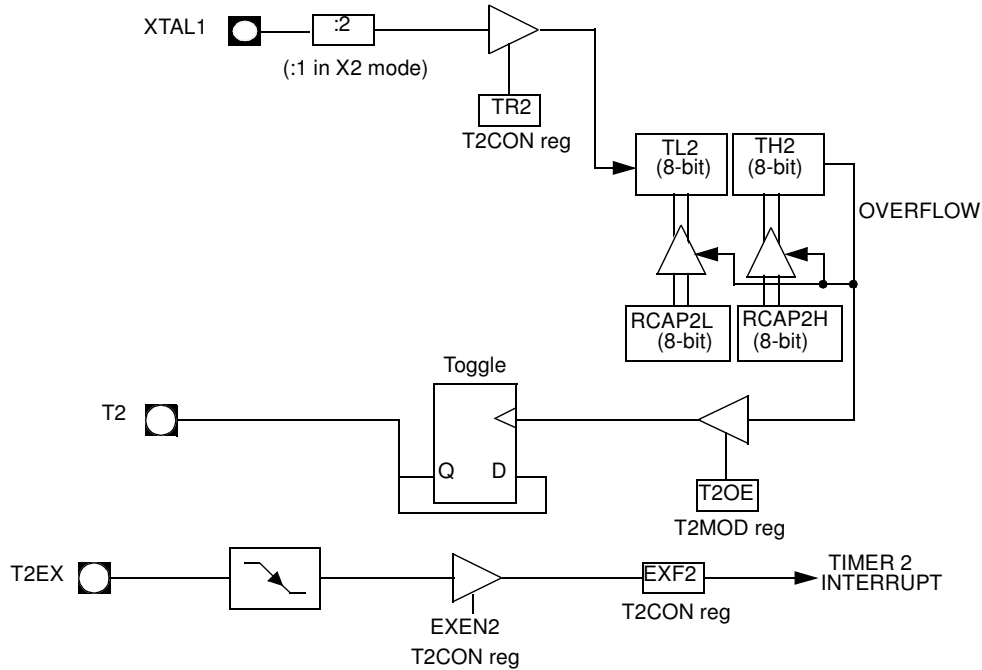 XTAL1
:2
(:1 in X2 mode)
TR2
T2CON reg
TL2
(8-bit)
TH2
(8-bit)
OVERFLOW
RCAP2L
(8-bit)
RCAP2H
(8-bit)
Toggle
T2
Q
D
T2OE
T2MOD reg
T2EX
EXEN2
T2CON reg
EXF2
T2CON reg
TIMER 2
INTERRUPT